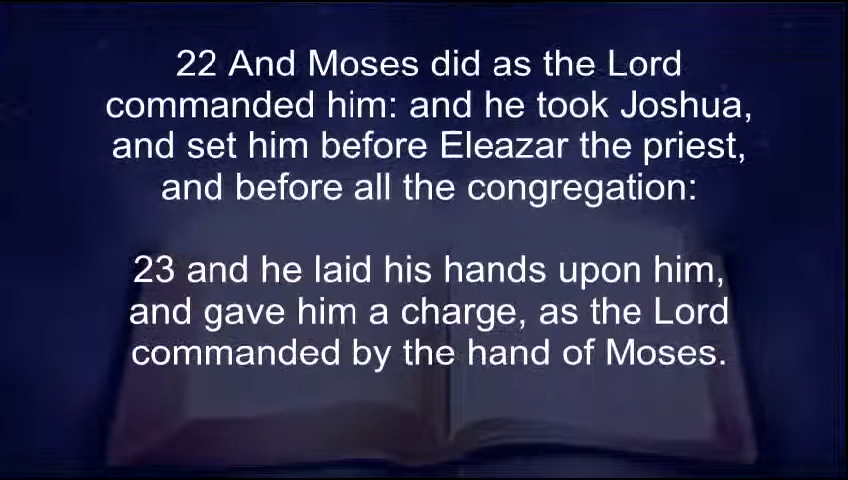 22 And Moses did as the Lord
commanded him: and he took Joshua,
and set him before Eleazar the priest,
and before all the congregation:
23 and he laid his hands upon him,
and gave him a charge, as the Lord
commanded by the hand of Moses.